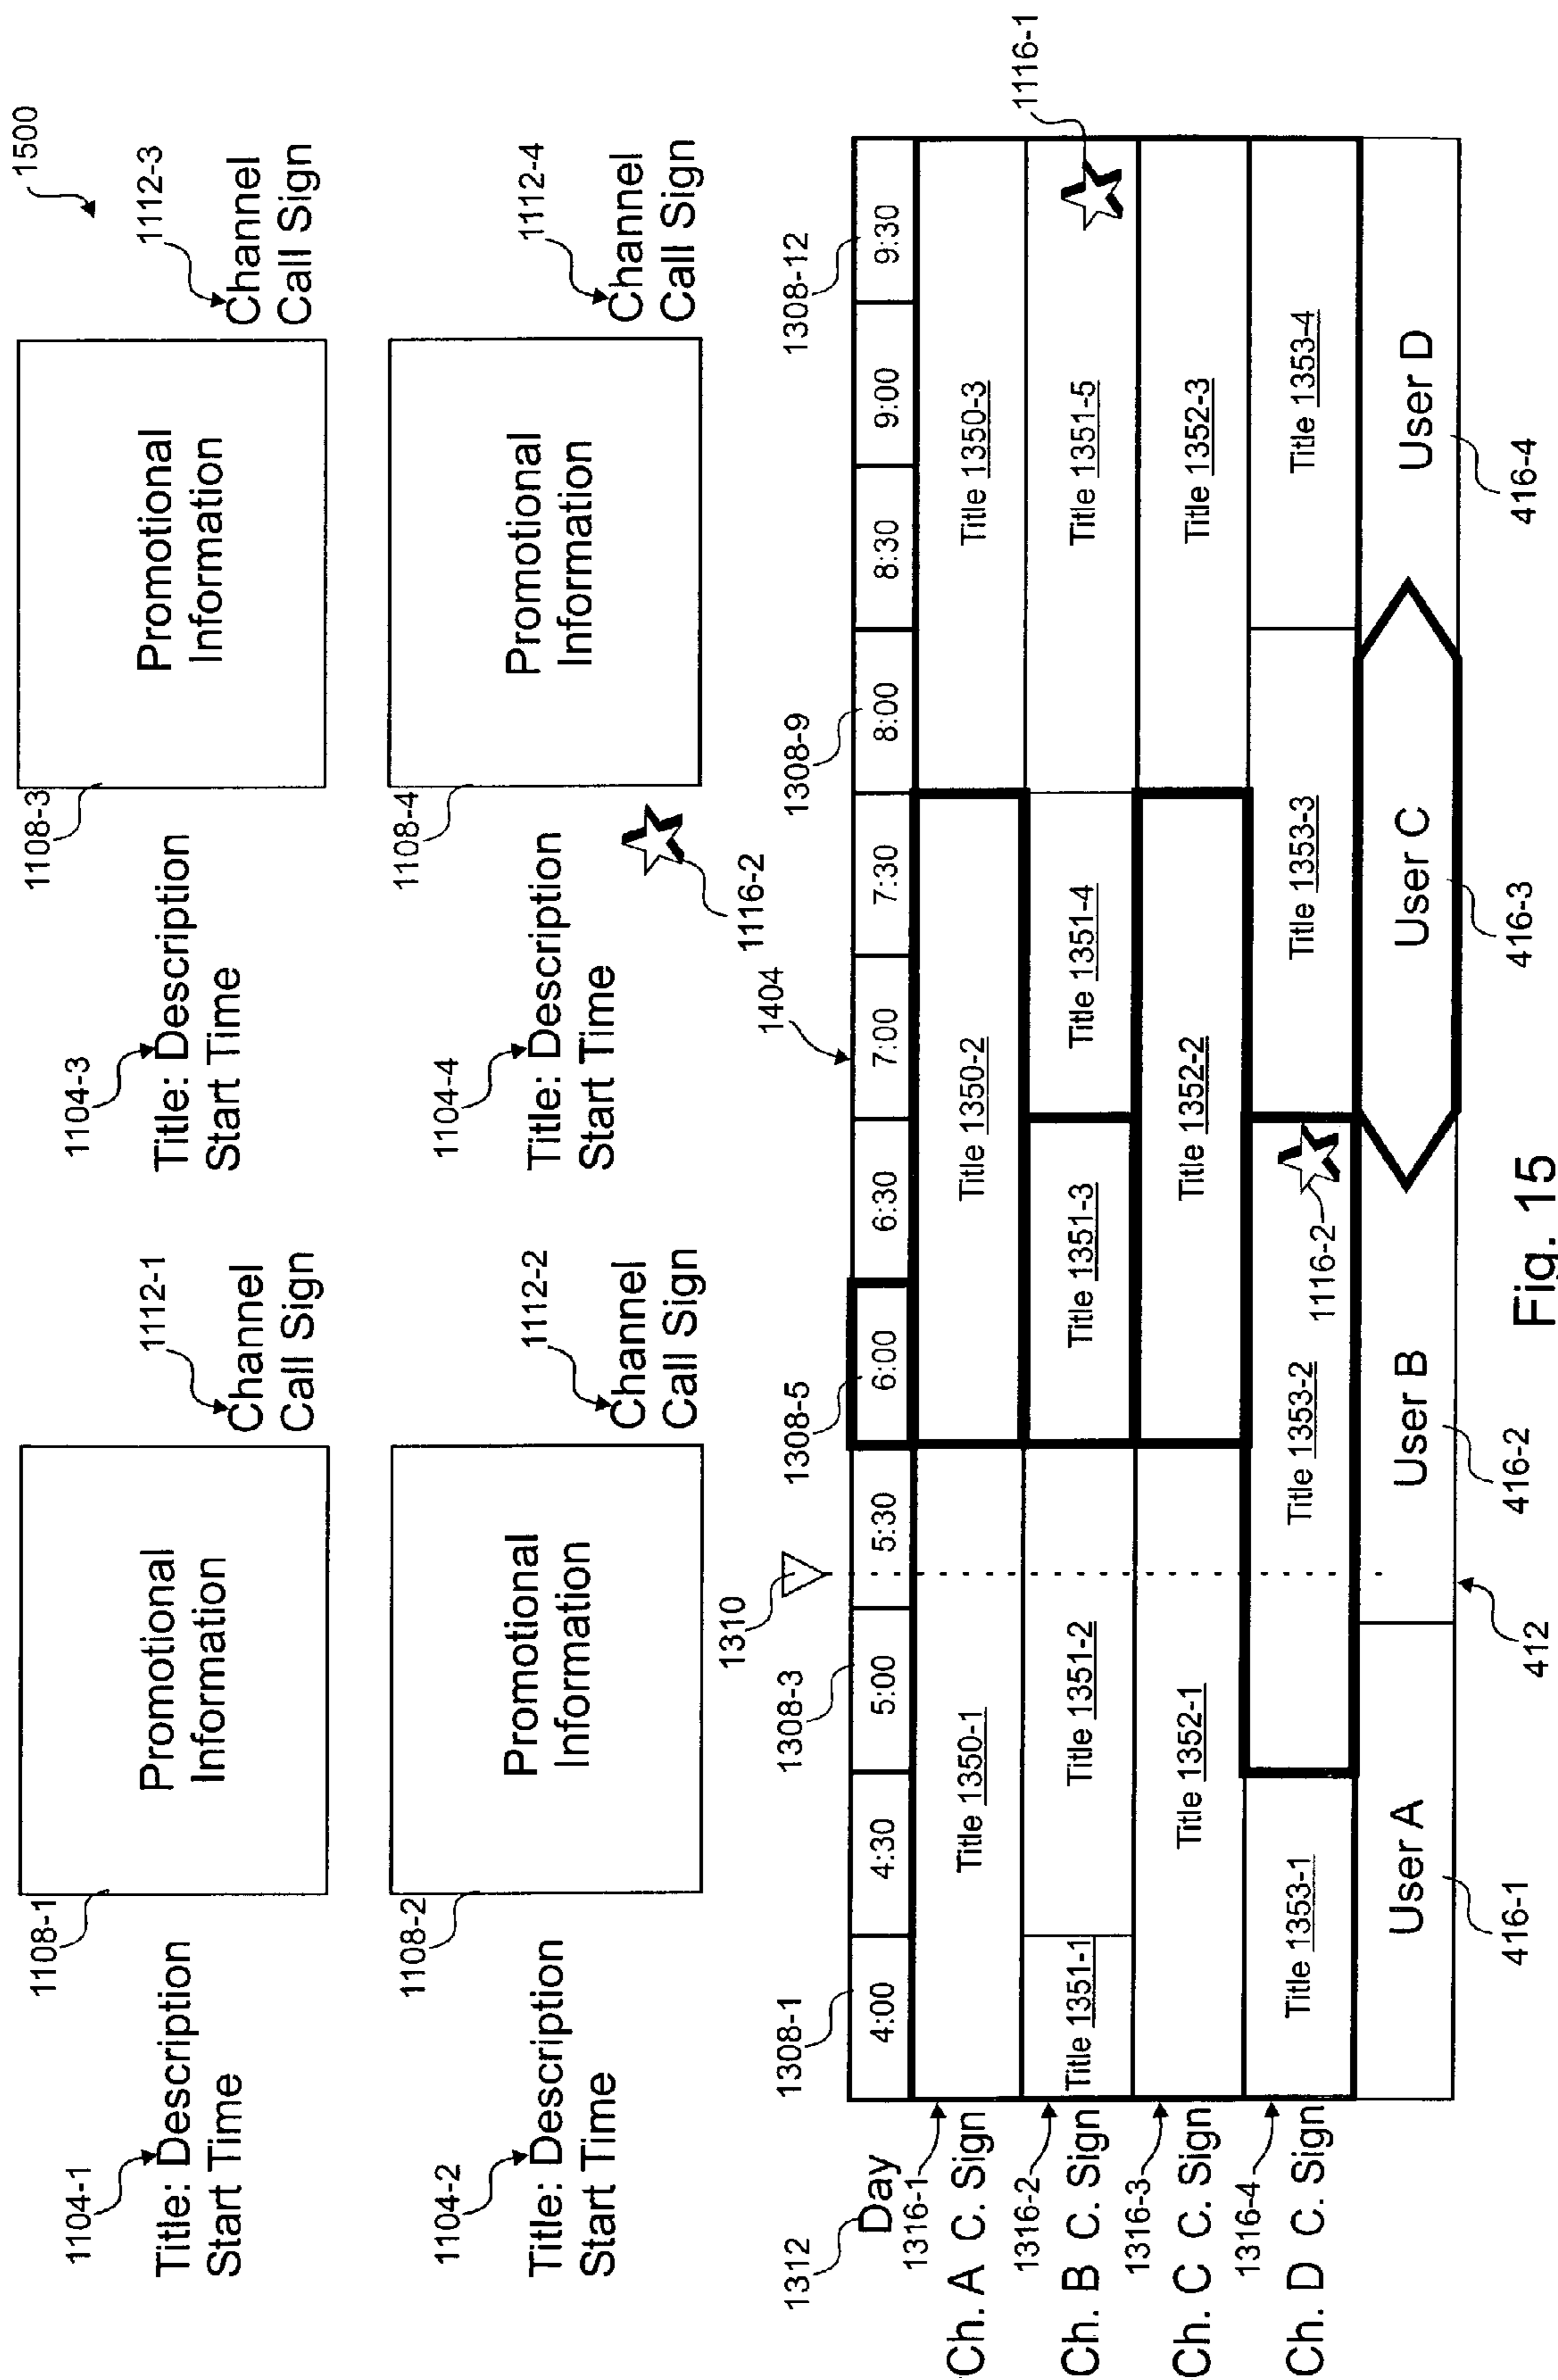 1500
1104-1
Title: Description
Start Time
1108-1
Promotional
Information
1112-1
Channel
Call Sign
1104-3
Title: Description
Start Time
1108-3
Promotional
Information
1112-3
Channel
Call Sign
1104-2
Title: Description
Start Time
1108-2
Promotional
Information
1112-2
Channel
Call Sign
1104-4
Title: Description
Start Time
1116-2
1108-4
Promotional
Information
1112-4
Channel
Call Sign
1310
1404
1312
1308-1
1308-3
1308-5
1308-9
1308-12
Day
4:00
4:30
5:00
5:30
6:00
6:30
7:00
7:30
8:00
8:30
9:00
9:30
1316-1
Ch. A C. Sign
Title 1350-1
Title 1350-2
Title 1350-3
1116-1
1316-2
Ch. B C. Sign
Title 1351-1
Title 1351-2
Title 1351-3
Title 1351-4
Title 1351-5
1316-3
Ch. C C. Sign
Title 1352-1
Title 1352-2
Title 1352-3
1316-4
Ch. D C. Sign
Title 1353-1
Title 1353-2
1116-2
Title 1353-3
Title 1353-4
User A
User B
User C
User D
416-1
412
416-2
416-3
416-4
Fig. 15